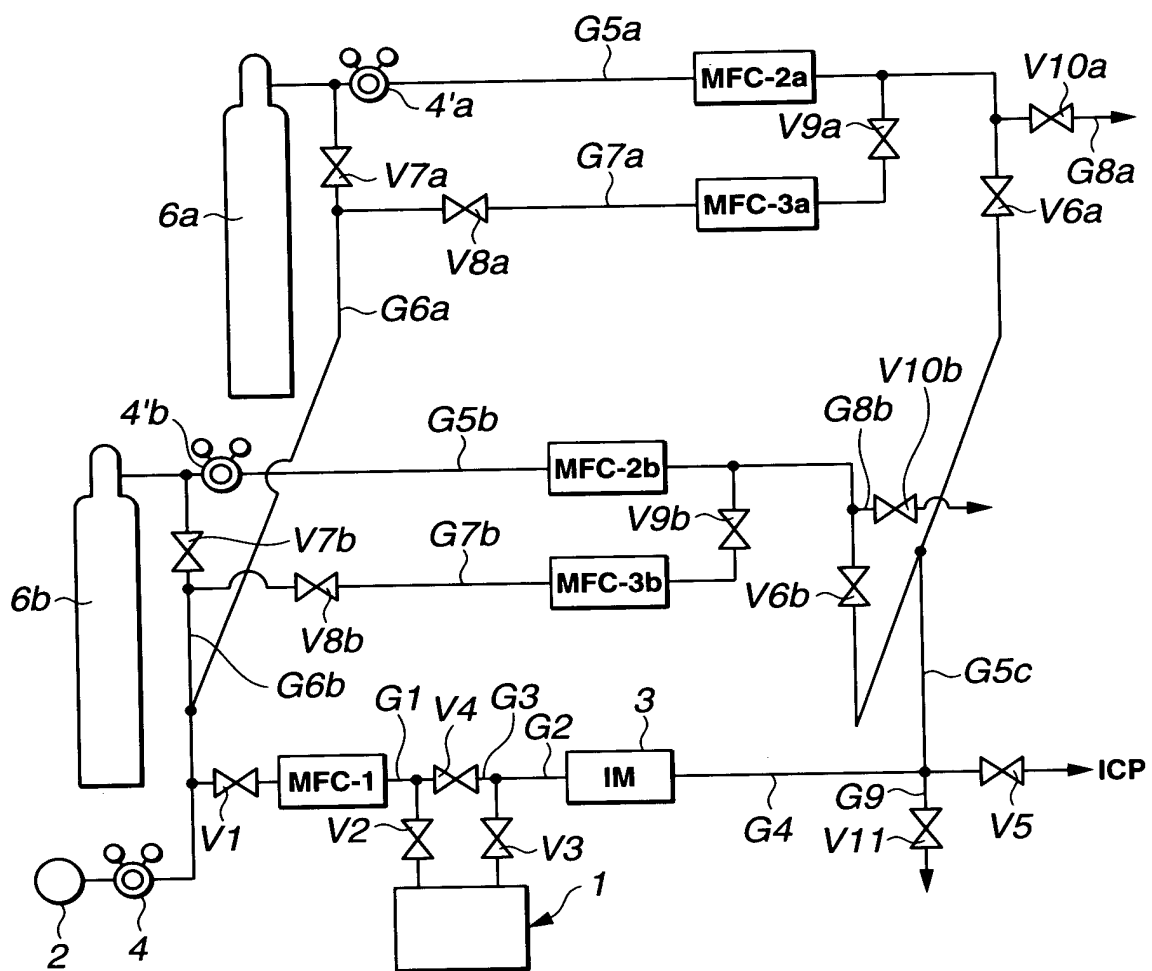 G5a
MFC-2a
V10a
4'a
V9a
G8a
V7a
G7a
6a
MFC-3a
V6a
V8a
G6a
V10b
4'b
G8b
G5b
MFC-2b
V9b
V7b
G7b
6b
MFC-3b
V6b
V8b
G6b
G5c
G1
V4
G3
G2
3
MFC-1
IM
ICP
G9
V1
V2
G4
V5
V3
V11
1
2
4